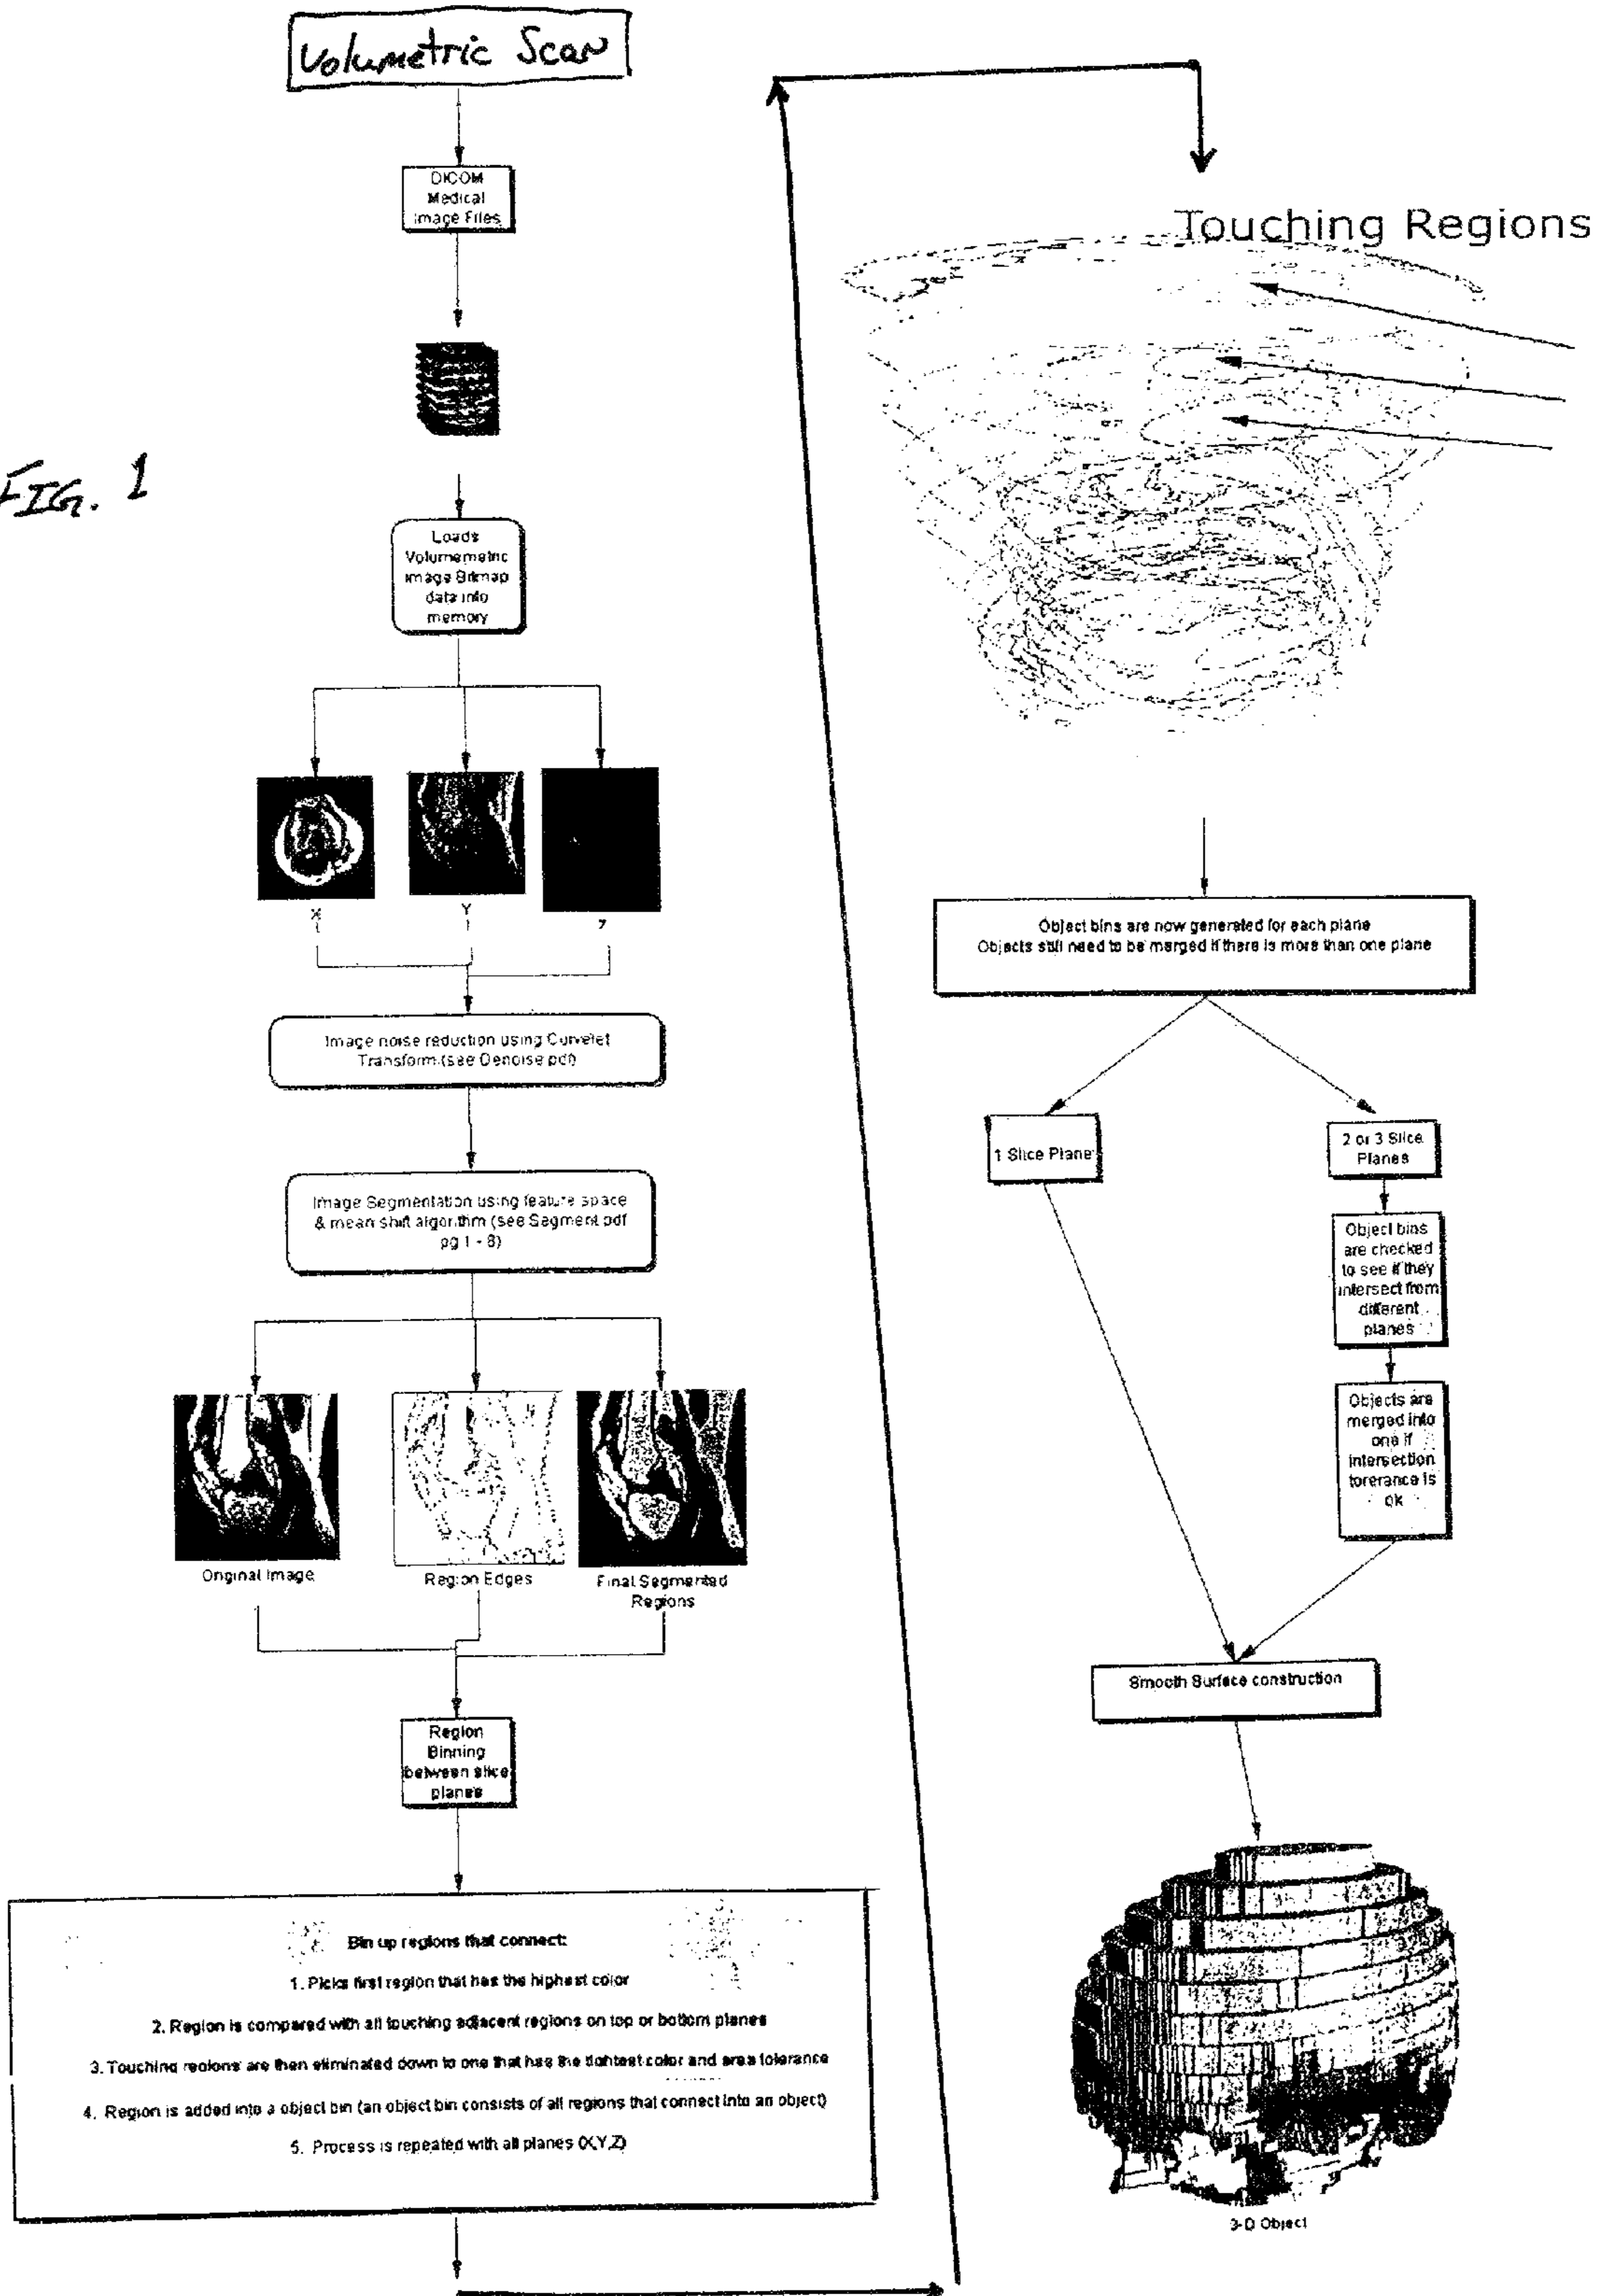 Volumetric Scan
DICOM
Medical
Image Files
FIG. 1
Loads
Volumemetric
image Bitmap
data into
memory
X
Y
Z
Image noise reduction using Curvelet
Transform (see Denoise pdf)
Image Segmentation using feature space
& mean shift algorithm (see Segment pdf
pg 1 - 8)
Original Image
Region Edges
Final Segmented
Regions
Region
Binning
between slice
planes
Bin up regions that connect:
1. Picks first region that has the highest color
2. Region is compared with all touching adjacent regions on top or bottom planes
3. Touching regions are then eliminated down to one that has the tightest color and area tolerance
4. Region is added into a object bin (an object bin consists of all regions that connect into an object)
5. Process is repeated with all planes (X,Y,Z)
Touching Regions
Object bins are now generated for each plane
Objects still need to be merged if there is more than one plane
1 Slice Plane
2 or 3 Slice
Planes
Object bins
are checked
to see if they
intersect from
different
planes
Objects are
merged into
one if
intersection
torerance is
ok
Smooth Surface construction
3-D Object